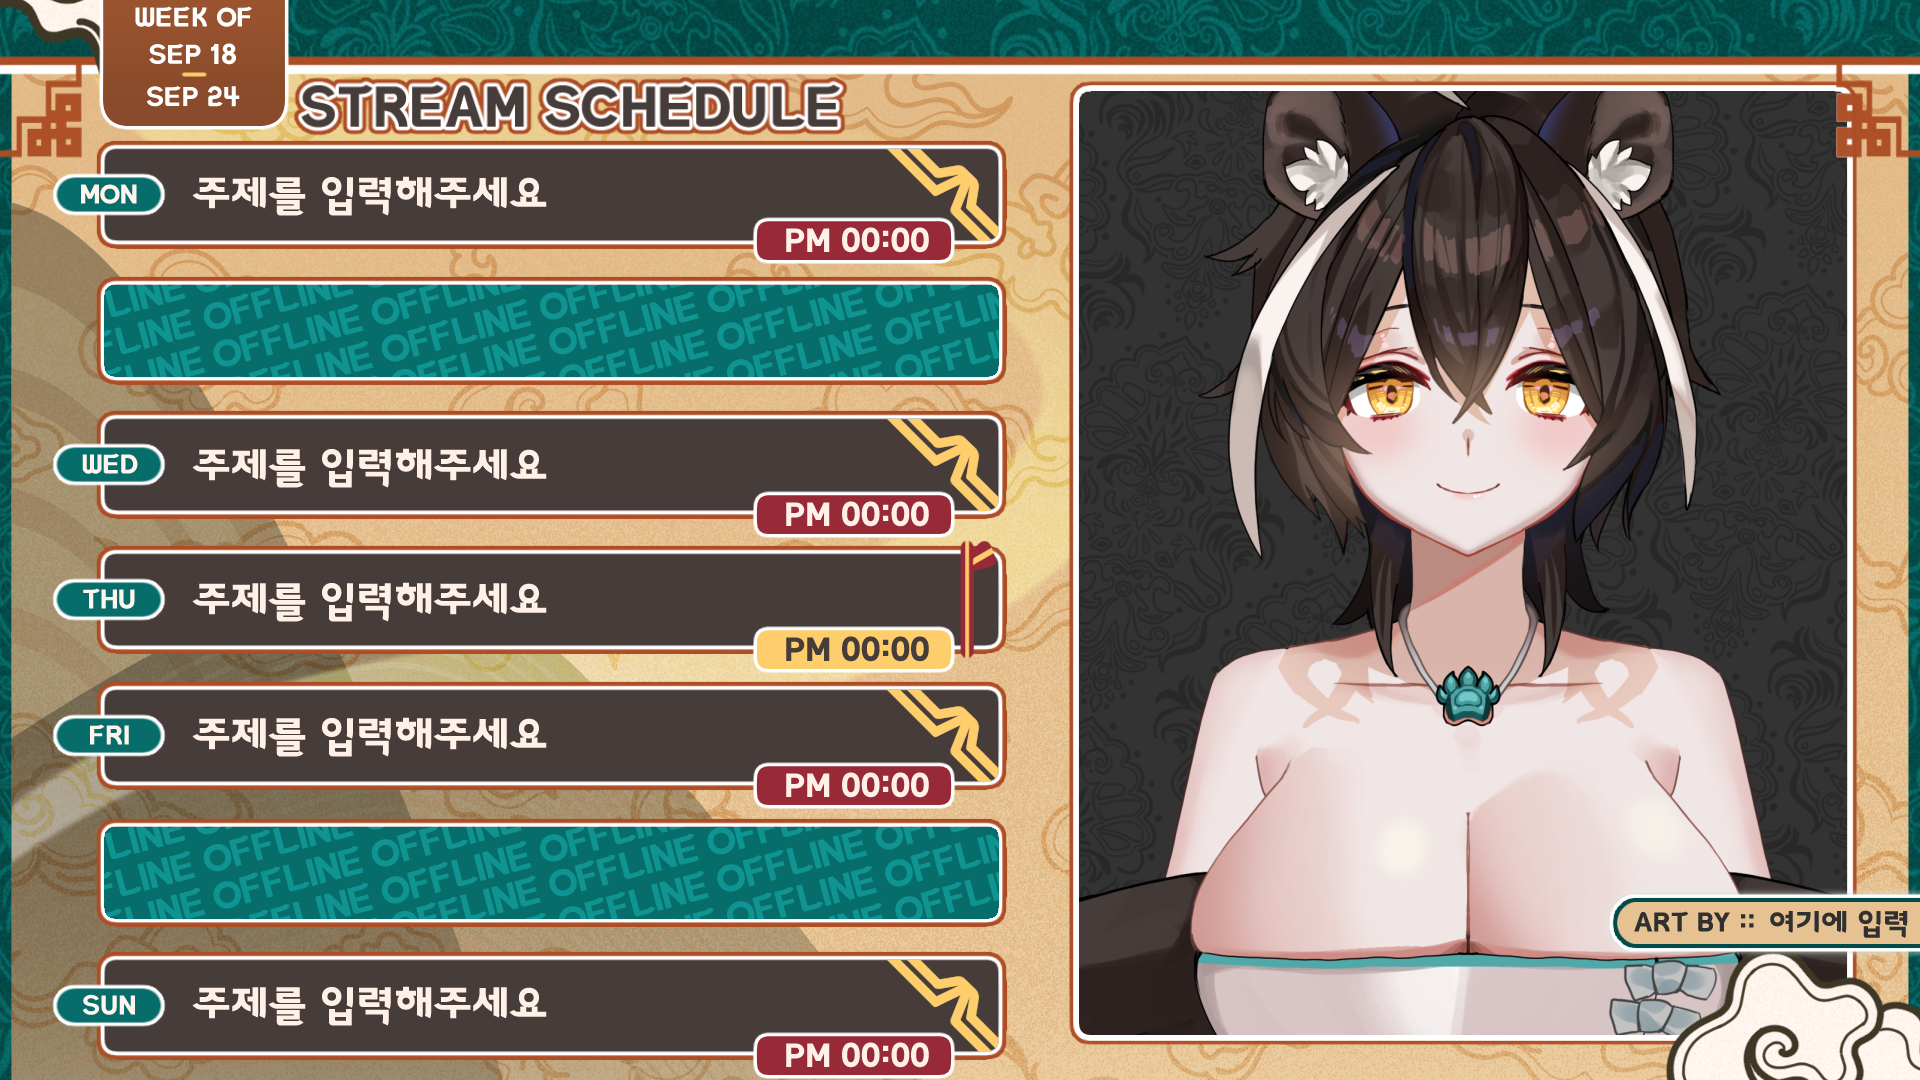 WEEK OF
SEP 18
SEP 24
STREAM SCHEDULE
MON
주제를 입력해주세요
PM 00:00
LINE OFFLINE OFFLINE OFFLINE OFFLINE OFFLINE
WED
주제를 입력해주세요
PM 00:00
THU
주제를 입력해주세요
PM 00:00
FRI
주제를 입력해주세요
PM 00:00
LINE OFFLINE OFFLINE OFFLINE OFFLINE OFFLINE
SUN
주제를 입력해주세요
PM 00:00
ART BY :: 여기에 입력